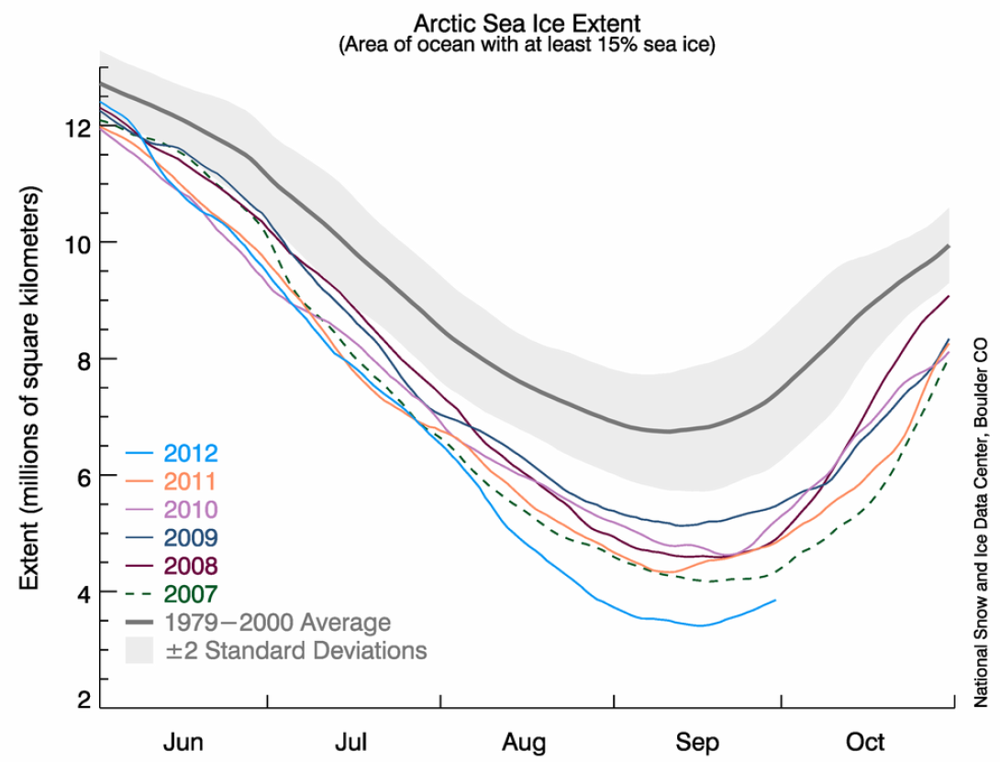 Arctic Sea Ice Extent
(Area of ocean with at least 15% sea ice)
Extent (millions of square kilometers)
12
10
8
6
4
2
2012
2011
2010
2009
2008
2007
1979−2000 Average
±2 Standard Deviations
Jun
Jul
Aug
Sep
Oct
National Snow and Ice Data Center, Boulder CO